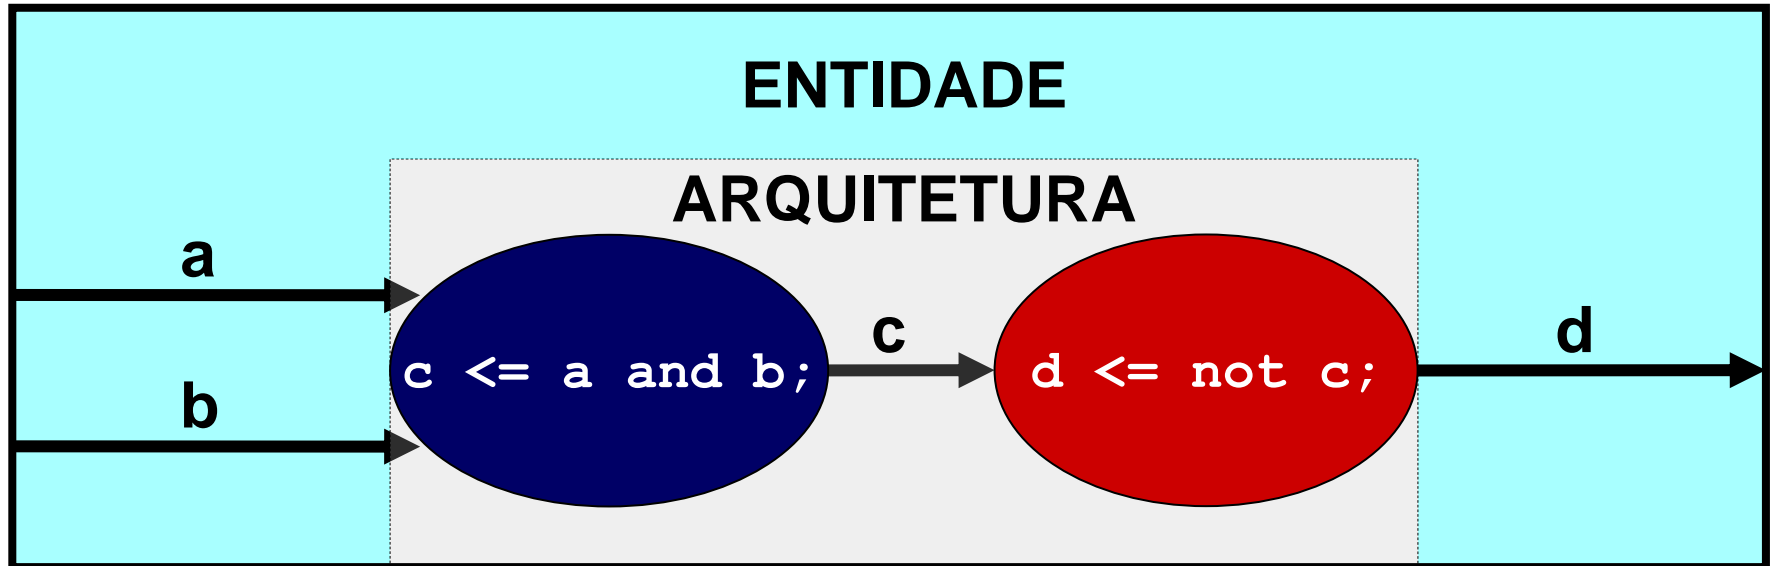 ENTIDADE
ARQUITETURA
a
b
c <= a and b;
c
d <= not c;
d